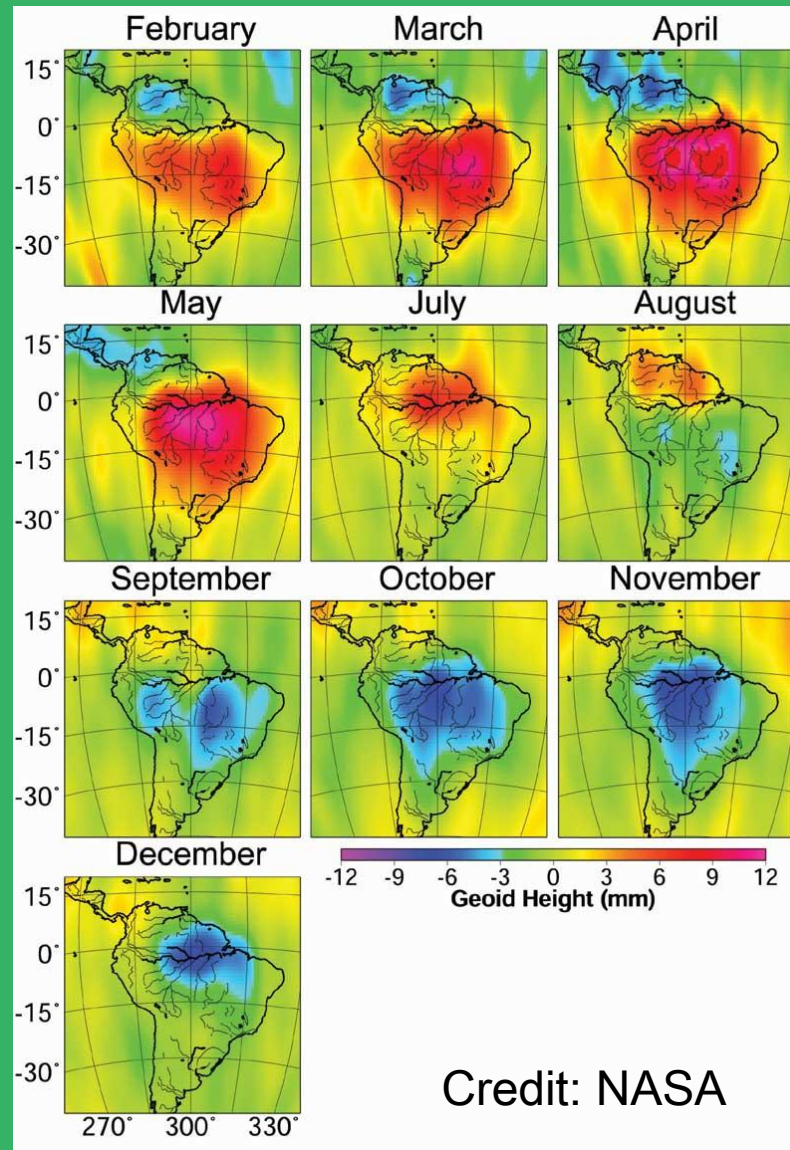 February March April
15°
0°
-15°
-30°
May July August
15°
0°
-15°
-30°
September October November
15°
0°
-15°
-30°
December
-12 -9 -6 -3 0 3 6 9 12
Geoid Height (mm)
15°
0°
-15°
-30°
270° 300° 330°
Credit: NASA